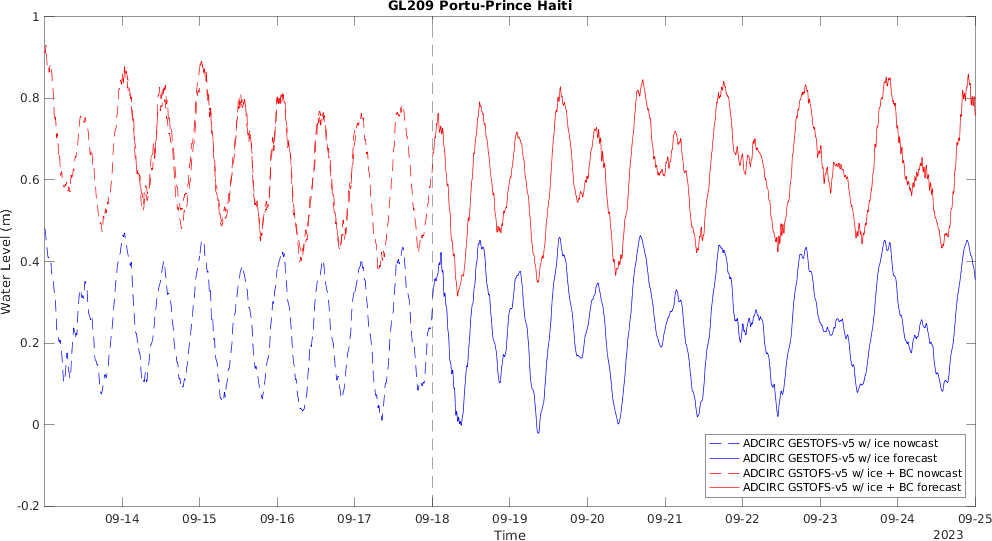 GL209 Portu-Prince Haiti
1
0.8
0.6
0.4
0.2
0
-0.2
Water Level (m)
09-14 09-15 09-16 09-17 09-18 09-19 09-20 09-21 09-22 09-23 09-24 09-25
Time
2023
ADCIRC GESTOFS-v5 w/ ice nowcast
ADCIRC GESTOFS-v5 w/ ice forecast
ADCIRC GSTOFS-v5 w/ ice + BC nowcast
ADCIRC GSTOFS-v5 w/ ice + BC forecast